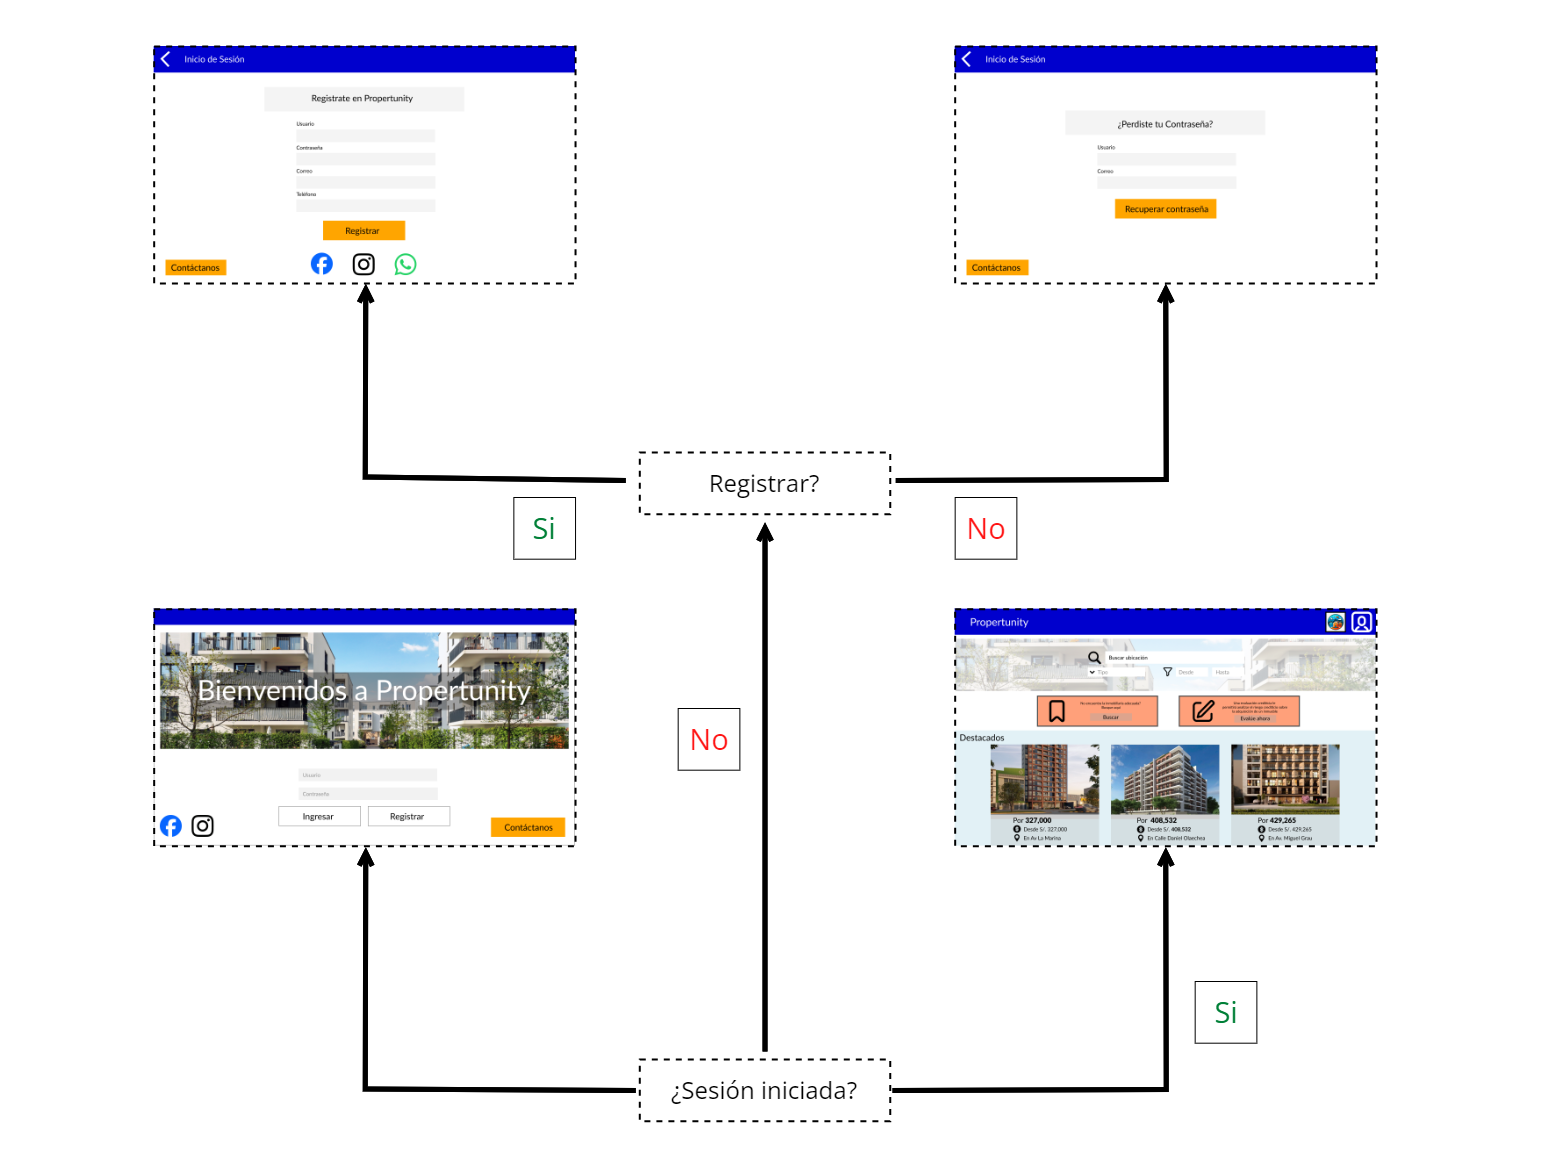 Inicio de Sesión
Registrate en Propertunity
Usuario
Contraseña
Correo
Teléfono
Registrar
Contáctanos
Inicio de Sesión
¿Perdiste tu Contraseña?
Usuario
Correo
Recuperar contraseña
Contáctanos
Registrar?
Si
No
Bienvenidos a Propertunity
Usuario
Contraseña
Ingresar
Registrar
Contáctanos
No
Propertunity
Buscar ubicación
Tipo
Desde
Hasta
Buscar
Evalúe ahora
Destacados
Por 327,000
Desde S/. 327,000
En Av La Marina
Por 408,532
Desde S/. 408,532
En Calle Daniel Olaechea
Por 429,265
Desde S/. 429,265
En Av. Miguel Grau
Si
¿Sesión iniciada?